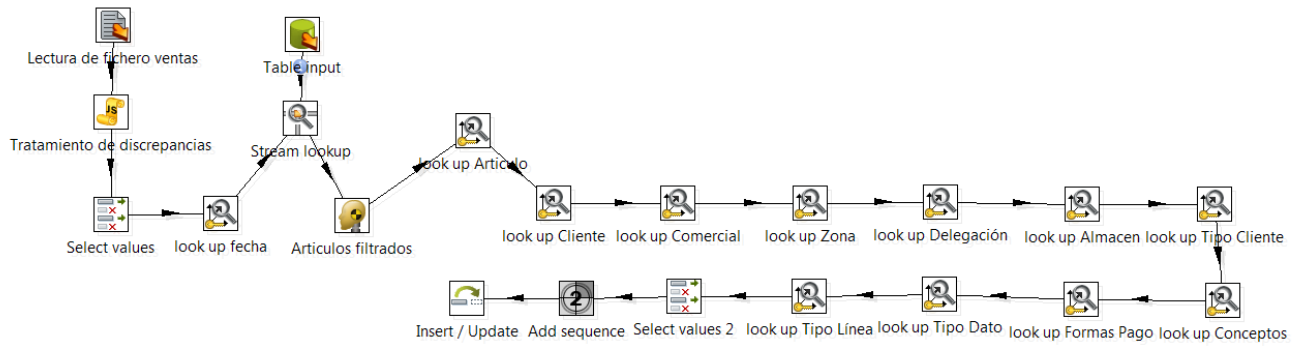 Lectura de fichero ventas
Table input
JS
Tratamiento de discrepancias
Stream lookup
look up Articulo
Select values
look up fecha
Articulos filtrados
look up Cliente
look up Comercial
look up Zona
look up Delegación
look up Almacen
look up Tipo Cliente
2
Insert / Update
Add sequence
Select values 2
look up Tipo Línea
look up Tipo Dato
look up Formas Pago
look up Conceptos